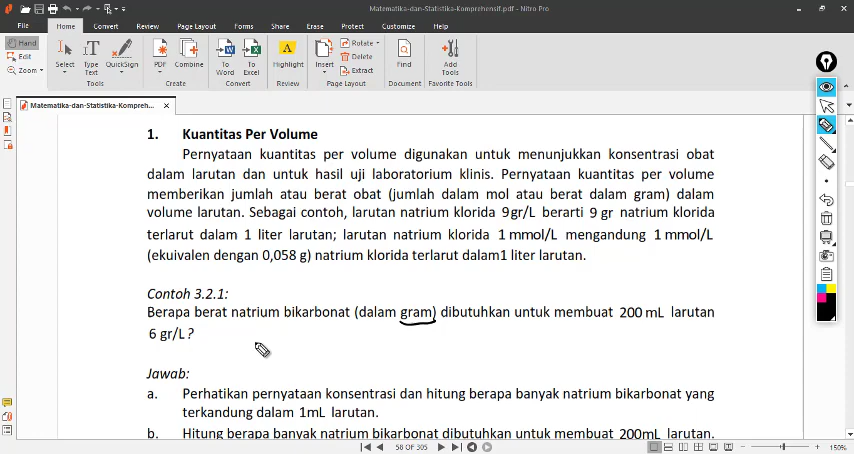 Matematika-dan-Statistika-Komprehensif.pdf - Nitro Pro
File Home Convert Review Page Layout Forms Share Erase Protect Customize Help
Hand
Edit
Zoom
Select
Type Text
QuickSign
Tools
PDF
Combine
Create
To Word
To Excel
Convert
Highlight
Review
Insert
Rotate
Delete
Extract
Page Layout
Find
Document
Add Tools
Favorite Tools
Matematika-dan-Statistika-Kompreh...
1. Kuantitas Per Volume
Pernyataan kuantitas per volume digunakan untuk menunjukkan konsentrasi obat
dalam larutan dan untuk hasil uji laboratorium klinis. Pernyataan kuantitas per volume
memberikan jumlah atau berat obat (jumlah dalam mol atau berat dalam gram) dalam
volume larutan. Sebagai contoh, larutan natrium klorida 9gr/L berarti 9 gr natrium klorida
terlarut dalam 1 liter larutan; larutan natrium klorida 1 mmol/L mengandung 1 mmol/L
(ekuivalen dengan 0,058 g) natrium klorida terlarut dalam1 liter larutan.
Contoh 3.2.1:
Berapa berat natrium bikarbonat (dalam gram) dibutuhkan untuk membuat 200 mL larutan
6 gr/L?
Jawab:
a. Perhatikan pernyataan konsentrasi dan hitung berapa banyak natrium bikarbonat yang
terkandung dalam 1mL larutan.
b. Hitung berapa banyak natrium bikarbonat dibutuhkan untuk membuat 200mL larutan.
58 OF 305
150%